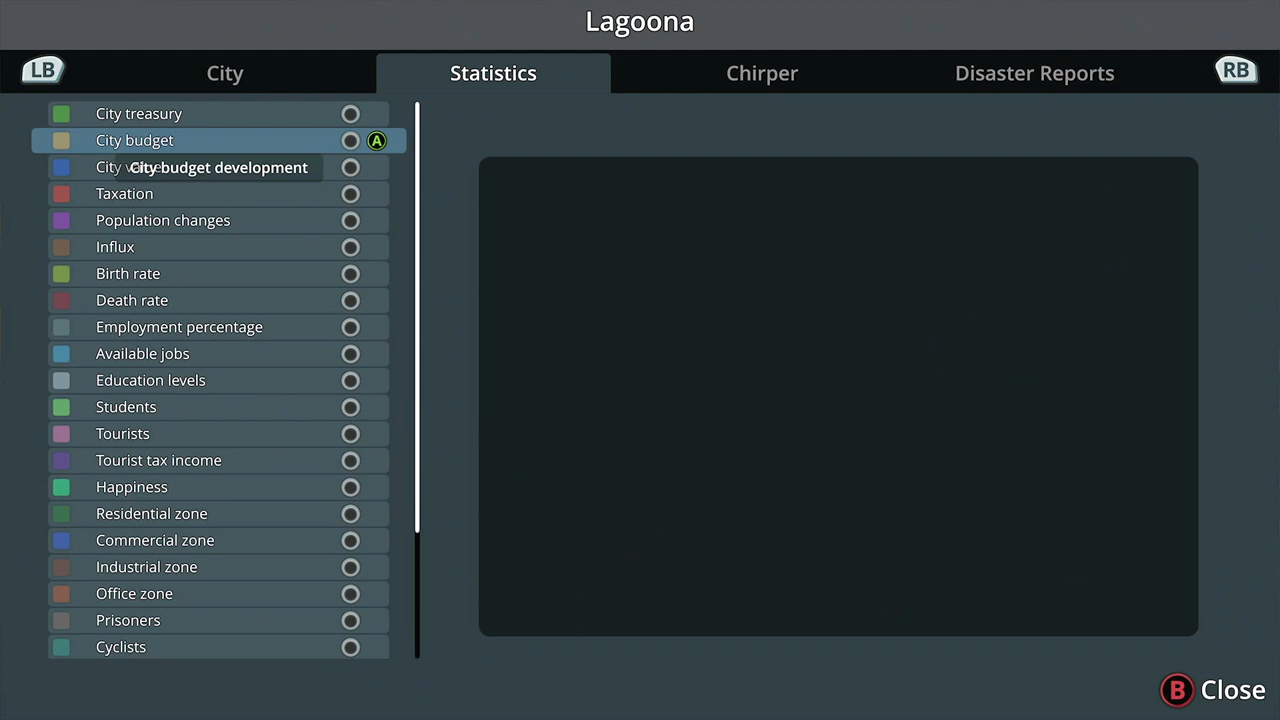 Lagoona
LB
City
Statistics
Chirper
Disaster Reports
RB
City treasury
City budget
A
City
City budget development
Taxation
Population changes
Influx
Birth rate
Death rate
Employment percentage
Available jobs
Education levels
Students
Tourists
Tourist tax income
Happiness
Residential zone
Commercial zone
Industrial zone
Office zone
Prisoners
Cyclists
B Close